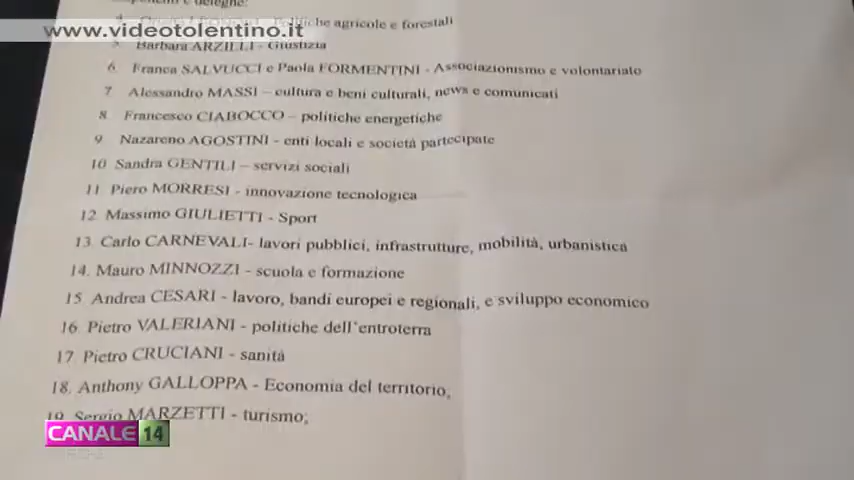 e deleghe:
www.videotolentino.it
4 - Politiche agricole e forestali
5. Barbara ARZILLI - Giustizia
6. Franca SALVUCCI e Paola FORMENTINI - Associazionismo e volontariato
7 Alessandro MASSI – cultura e beni culturali, news e comunicati
8. Francesco CIABOCCO – politiche energetiche
9. Nazareno AGOSTINI - enti locali e società partecipate
10 Sandra GENTILI – servizi sociali
11 Piero MORRESI - innovazione tecnologica
12. Massimo GIULIETTI - Sport
13. Carlo CARNEVALI- lavori pubblici, infrastrutture, mobilità, urbanistica
14. Mauro MINNOZZI - scuola e formazione
15. Andrea CESARI - lavoro, bandi europei e regionali, e sviluppo economico
16. Pietro VALERIANI - politiche dell'entroterra
17. Pietro CRUCIANI - sanità
18. Anthony GALLOPPA - Economia del territorio;
19. Sergio MARZETTI - turismo;
CANALE 14